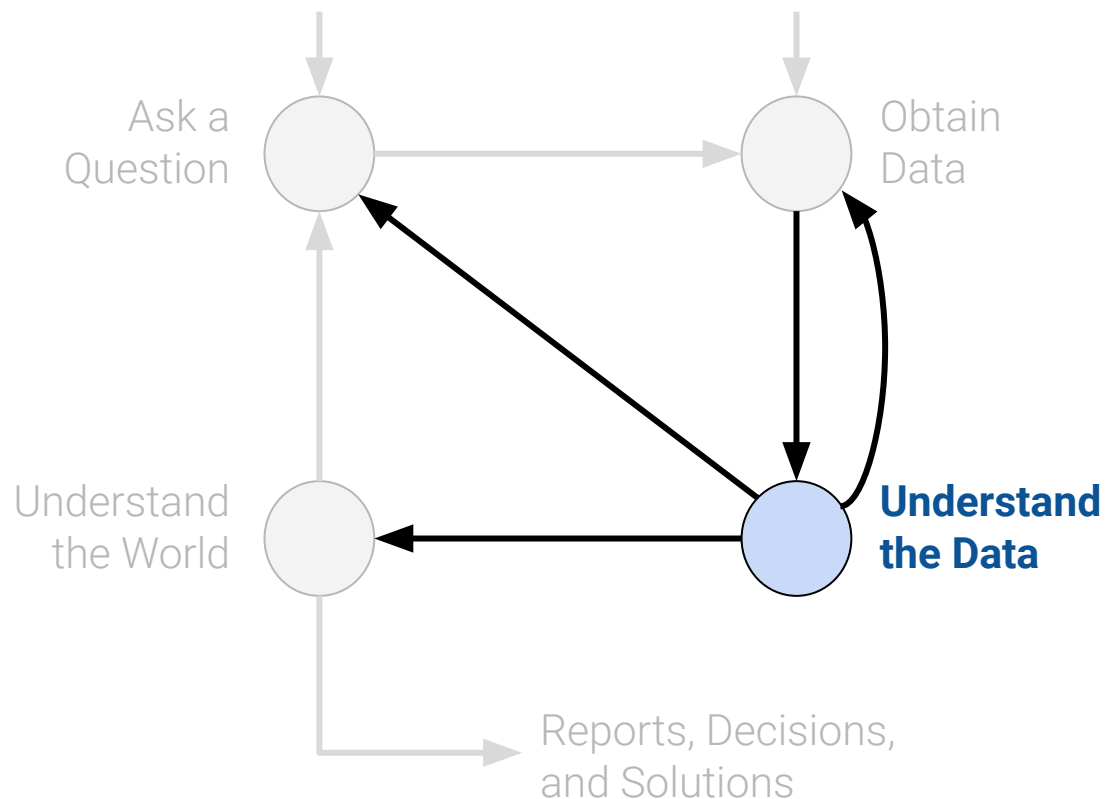 Ask a
Question
Obtain
Data
Understand
the World
Understand
the Data
Reports, Decisions,
and Solutions